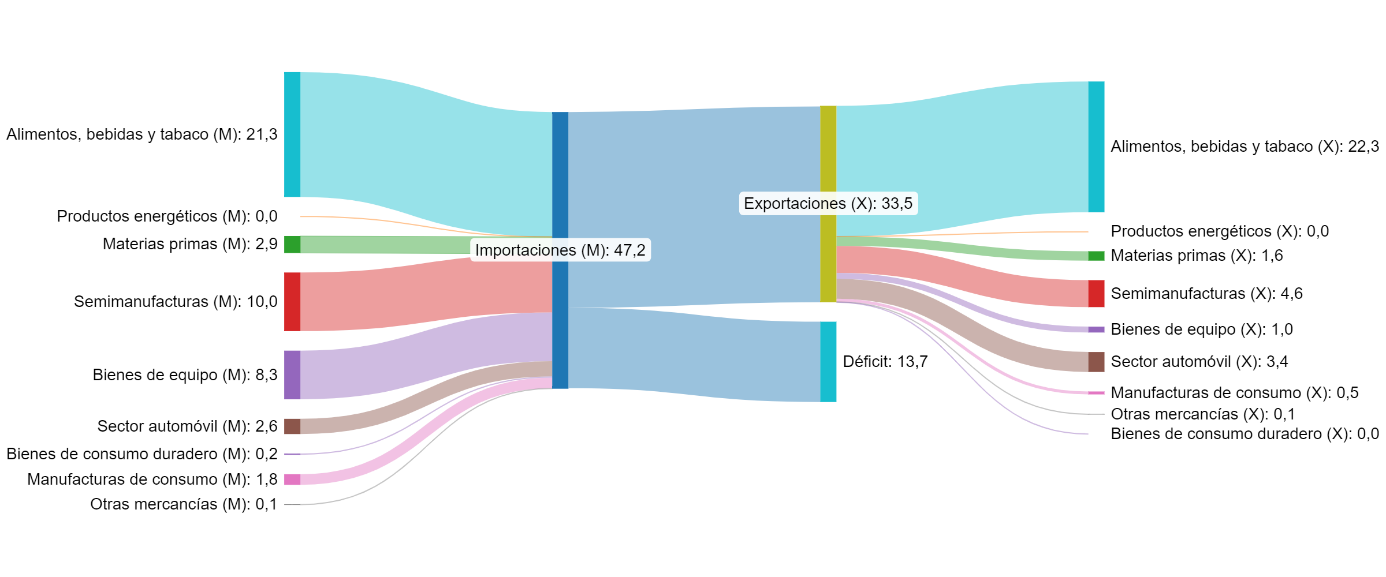 Alimentos, bebidas y tabaco (M): 21,3
Productos energéticos (M): 0,0
Materias primas (M): 2,9
Semimanufacturas (M): 10,0
Bienes de equipo (M): 8,3
Sector automóvil (M): 2,6
Bienes de consumo duradero (M): 0,2
Manufacturas de consumo (M): 1,8
Otras mercancías (M): 0,1
Importaciones (M): 47,2
Exportaciones (X): 33,5
Déficit: 13,7
Alimentos, bebidas y tabaco (X): 22,3
Productos energéticos (X): 0,0
Materias primas (X): 1,6
Semimanufacturas (X): 4,6
Bienes de equipo (X): 1,0
Sector automóvil (X): 3,4
Manufacturas de consumo (X): 0,5
Otras mercancías (X): 0,1
Bienes de consumo duradero (X): 0,0